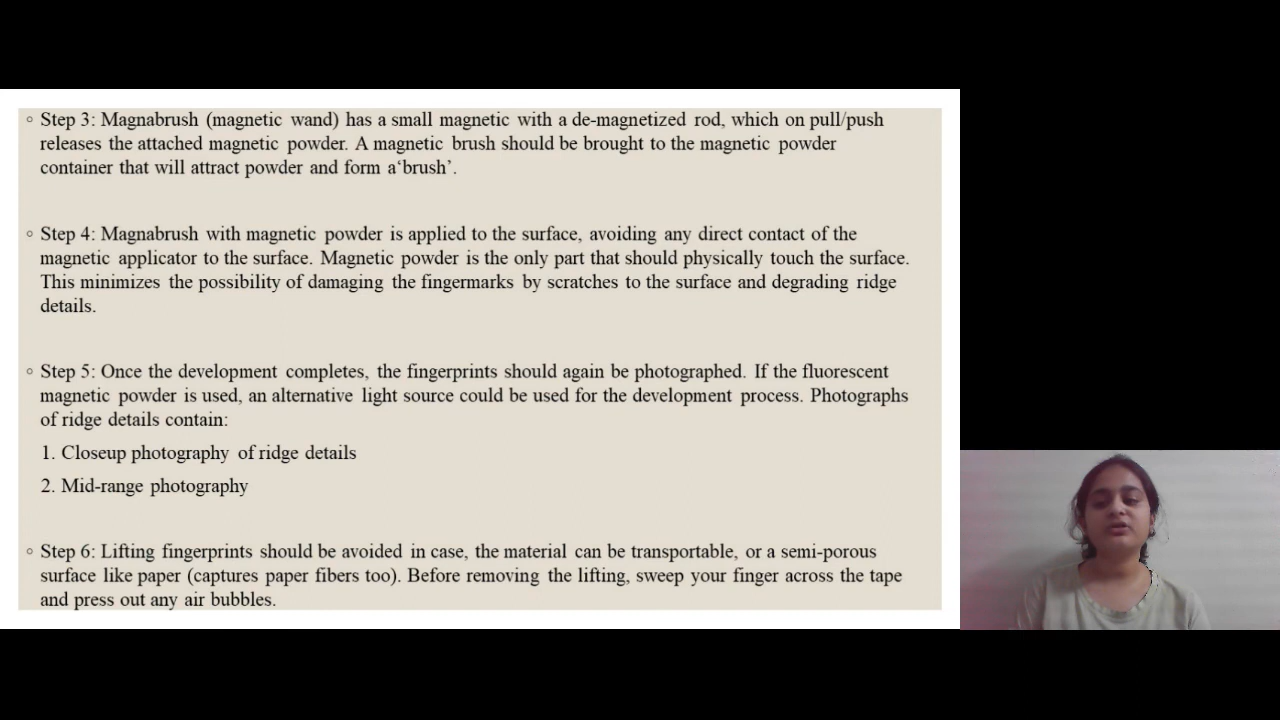 ◦ Step 3: Magnabrush (magnetic wand) has a small magnetic with a de-magnetized rod, which on pull/push
releases the attached magnetic powder. A magnetic brush should be brought to the magnetic powder
container that will attract powder and form a‘brush’.
◦ Step 4: Magnabrush with magnetic powder is applied to the surface, avoiding any direct contact of the
magnetic applicator to the surface. Magnetic powder is the only part that should physically touch the surface.
This minimizes the possibility of damaging the fingermarks by scratches to the surface and degrading ridge
details.
◦ Step 5: Once the development completes, the fingerprints should again be photographed. If the fluorescent
magnetic powder is used, an alternative light source could be used for the development process. Photographs
of ridge details contain:
1. Closeup photography of ridge details
2. Mid-range photography
◦ Step 6: Lifting fingerprints should be avoided in case, the material can be transportable, or a semi-porous
surface like paper (captures paper fibers too). Before removing the lifting, sweep your finger across the tape
and press out any air bubbles.